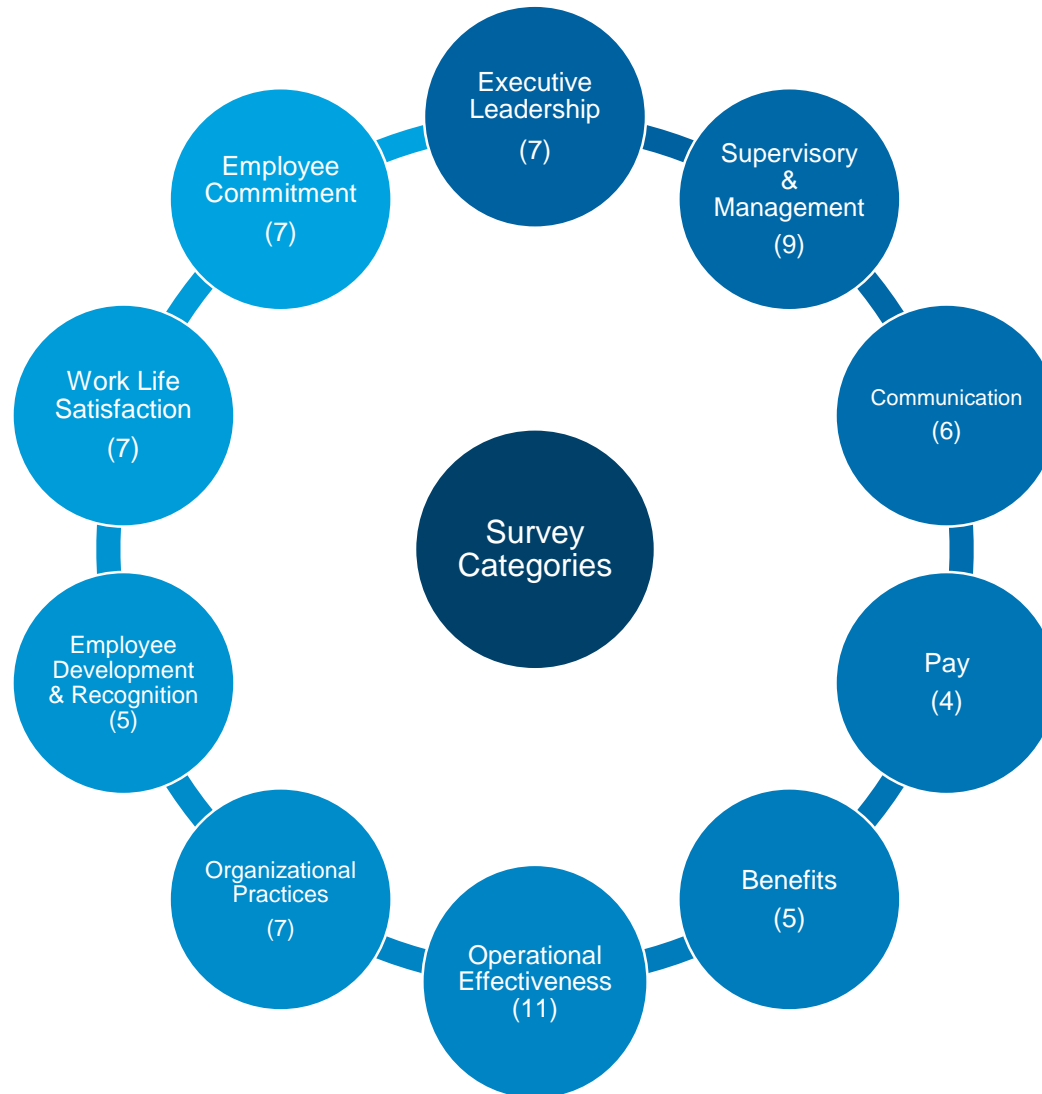 Executive
Leadership
(7)
Supervisory
&
Management
(9)
Communication
(6)
Pay
(4)
Benefits
(5)
Operational
Effectiveness
(11)
Organizational
Practices
(7)
Employee
Development
& Recognition
(5)
Work Life
Satisfaction
(7)
Employee
Commitment
(7)
Survey
Categories